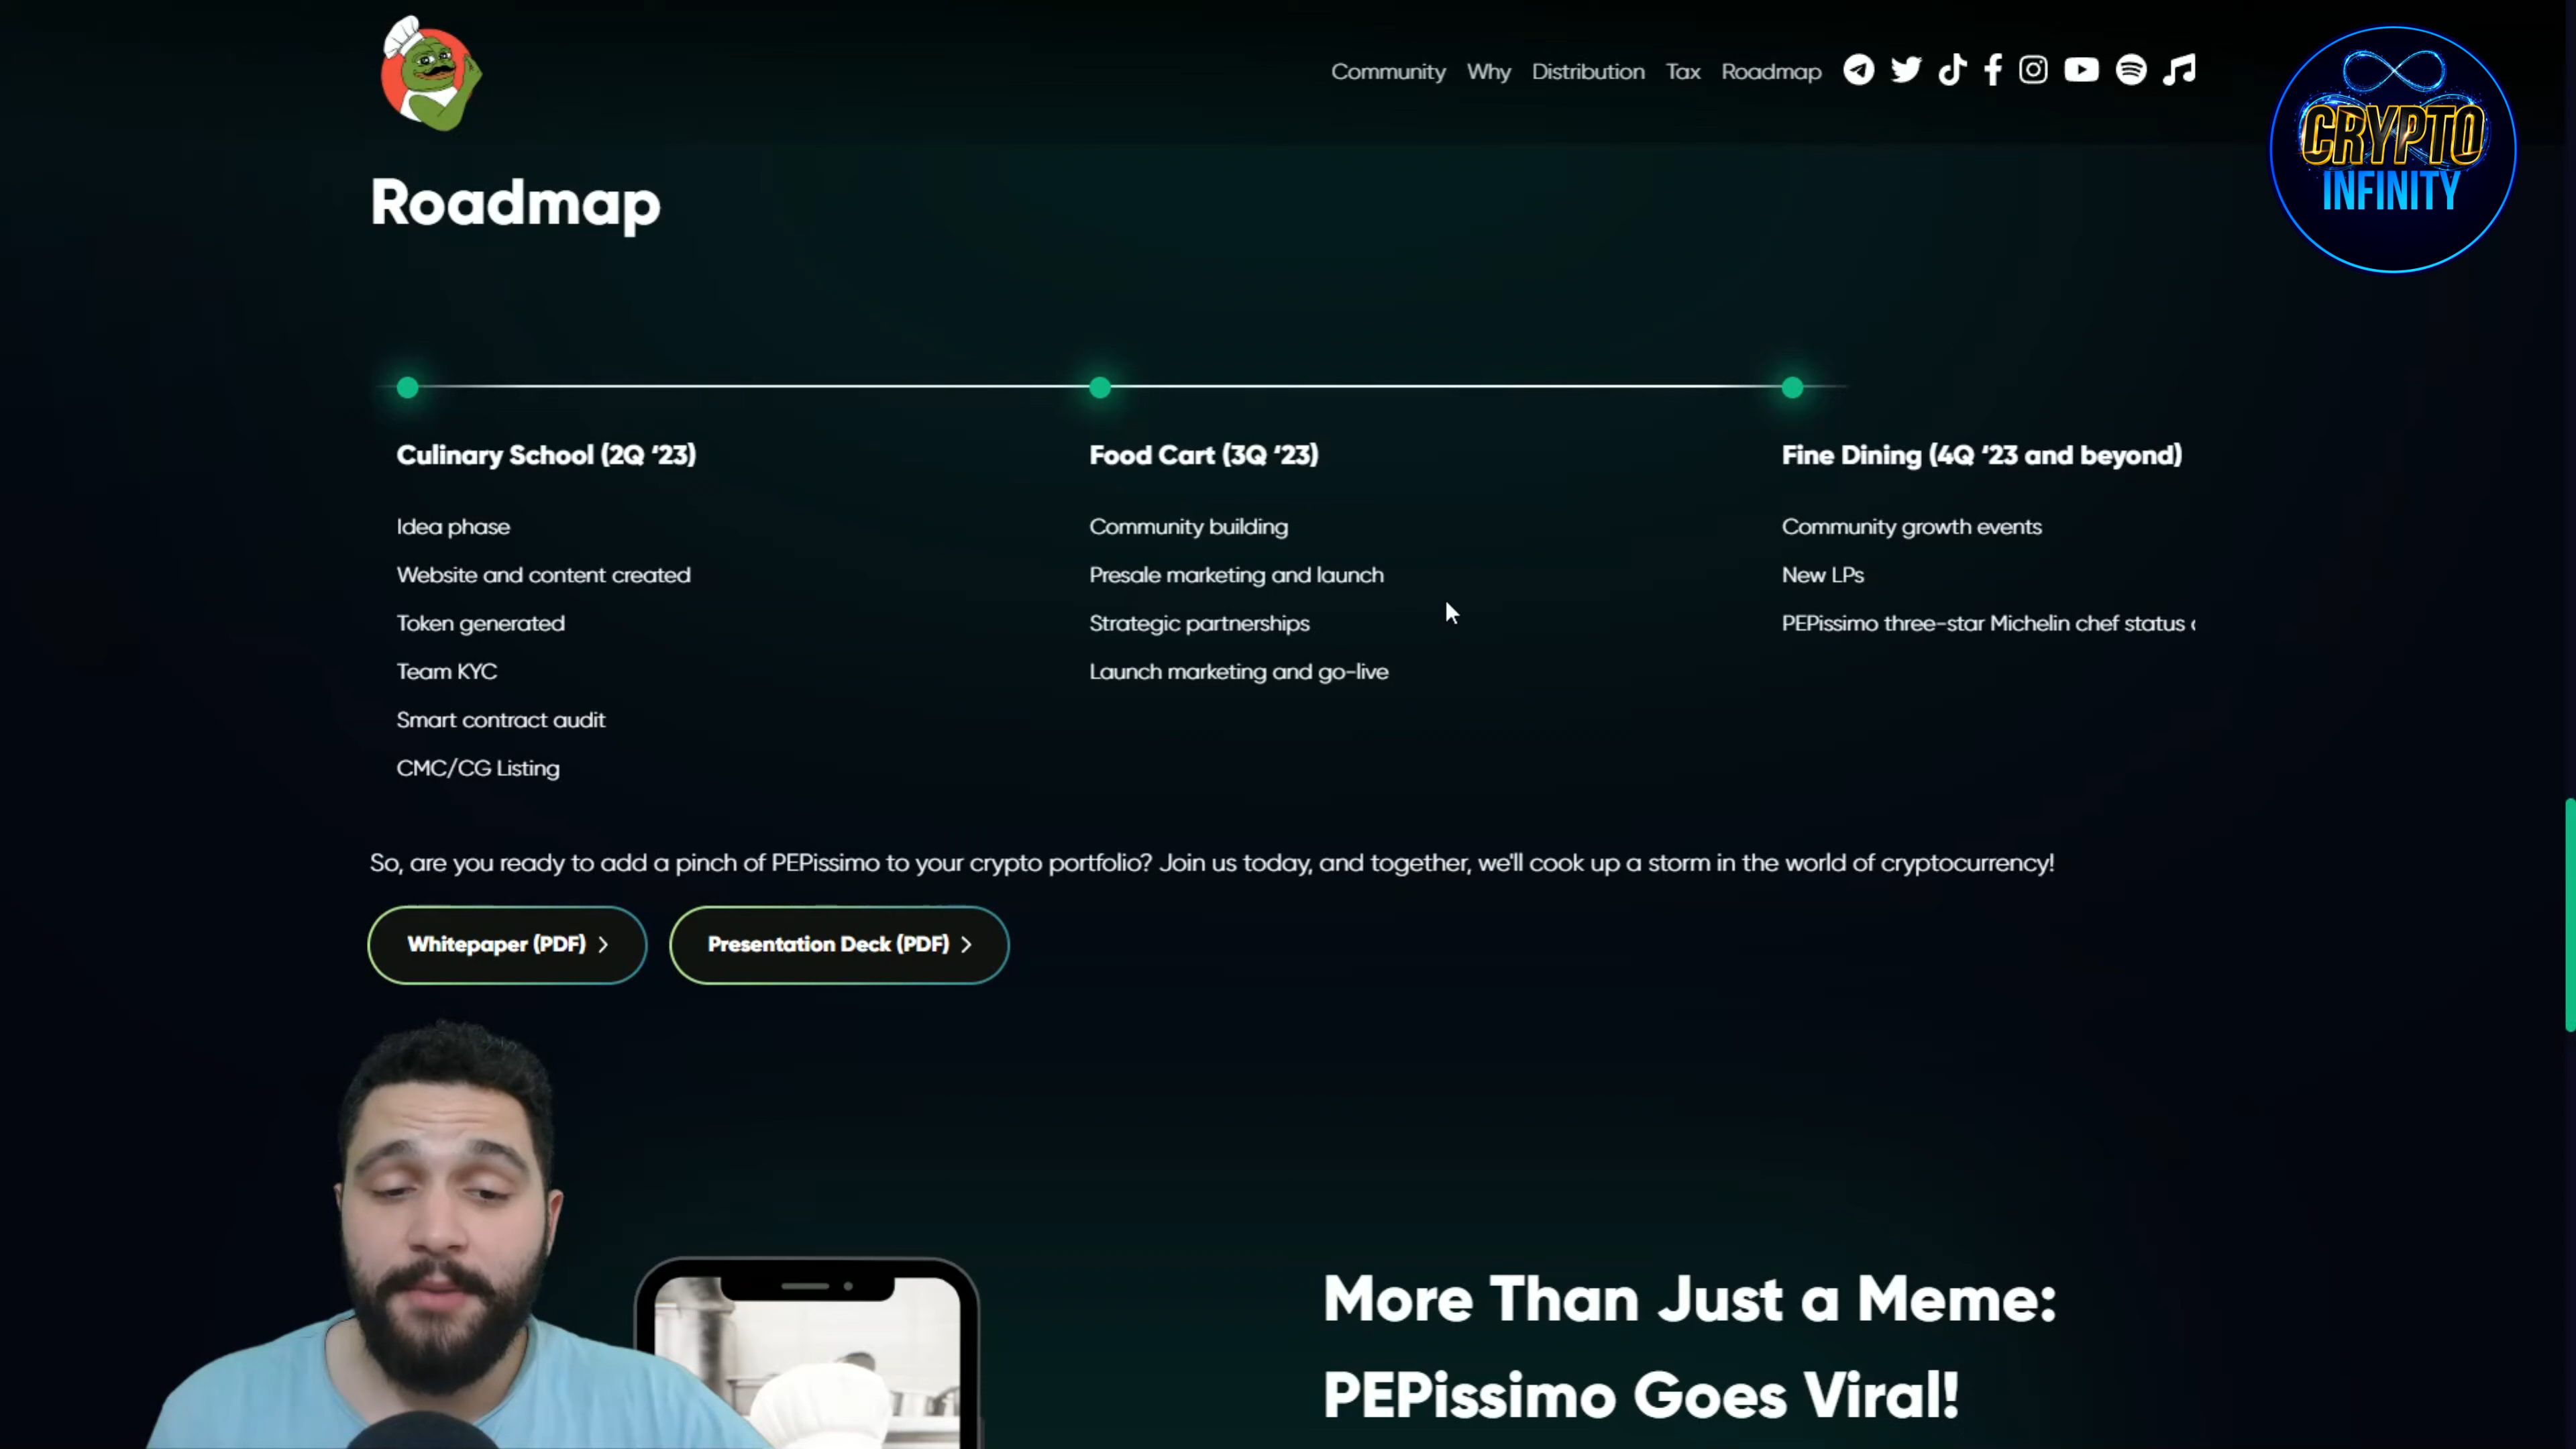 Community Why Distribution Tax Roadmap
CRYPTO
INFINITY
Roadmap
Culinary School (2Q ‘23)
Idea phase
Website and content created
Token generated
Team KYC
Smart contract audit
CMC/CG Listing
Food Cart (3Q ‘23)
Community building
Presale marketing and launch
Strategic partnerships
Launch marketing and go-live
Fine Dining (4Q ‘23 and beyond)
Community growth events
New LPs
PEPissimo three-star Michelin chef status
So, are you ready to add a pinch of PEPissimo to your crypto portfolio? Join us today, and together, we'll cook up a storm in the world of cryptocurrency!
Whitepaper (PDF)
Presentation Deck (PDF)
More Than Just a Meme:
PEPissimo Goes Viral!